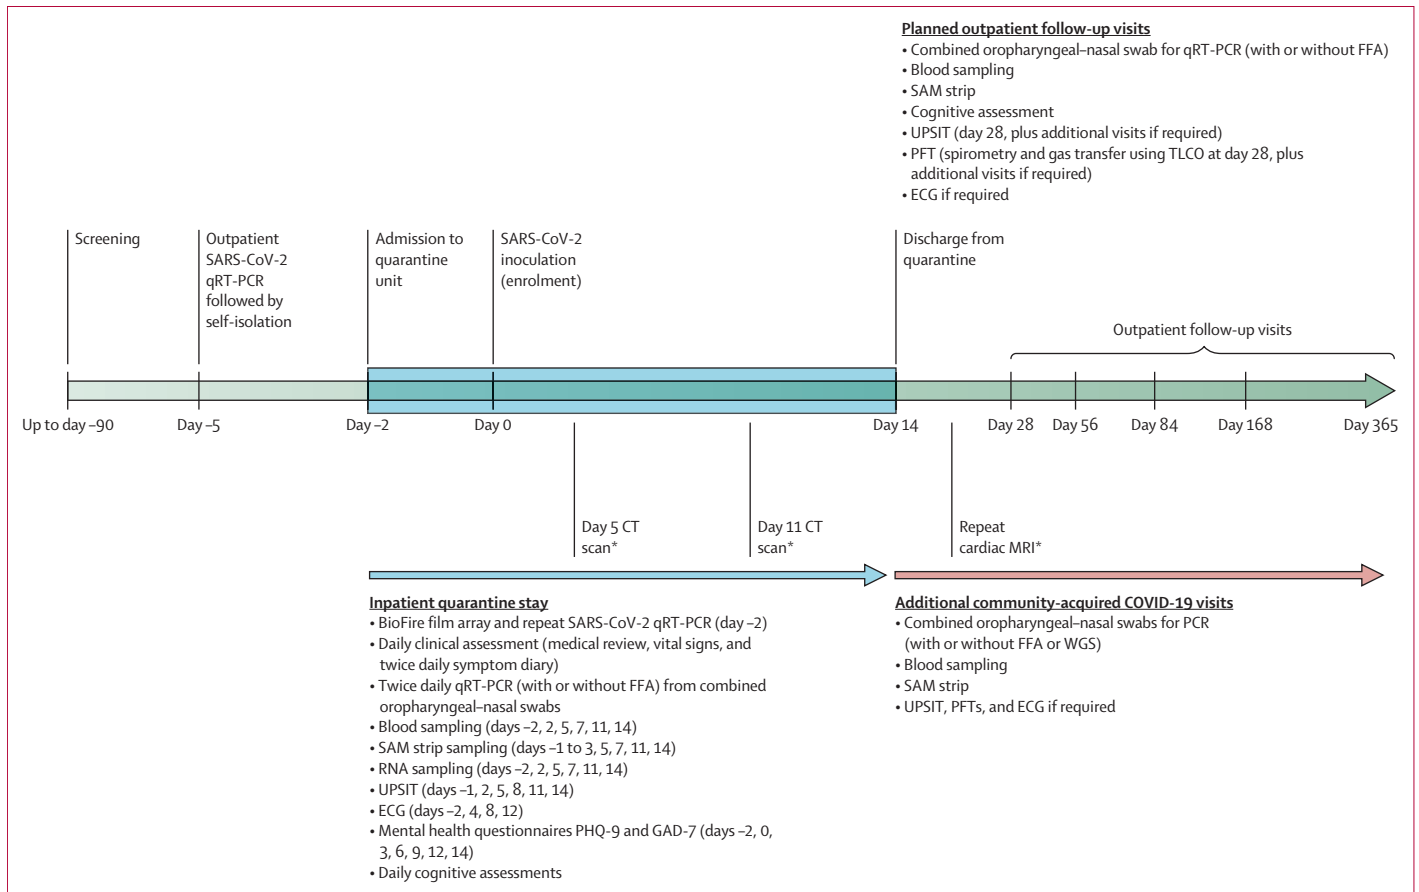 Planned outpatient follow-up visits
• Combined oropharyngeal–nasal swab for qRT-PCR (with or without FFA)
• Blood sampling
• SAM strip
• Cognitive assessment
• UPSIT (day 28, plus additional visits if required)
• PFT (spirometry and gas transfer using TLCO at day 28, plus
additional visits if required)
• ECG if required
Screening
Outpatient
SARS-CoV-2
qRT-PCR
followed by
self-isolation
Admission to
quarantine
unit
SARS-CoV-2
inoculation
(enrolment)
Discharge from
quarantine
Outpatient follow-up visits
Up to day –90
Day –5
Day –2
Day 0
Day 14
Day 28
Day 56
Day 84
Day 168
Day 365
Day 5 CT
scan*
Day 11 CT
scan*
Repeat
cardiac MRI*
Inpatient quarantine stay
• BioFire film array and repeat SARS-CoV-2 qRT-PCR (day –2)
• Daily clinical assessment (medical review, vital signs, and
twice daily symptom diary)
• Twice daily qRT-PCR (with or without FFA) from combined
oropharyngeal–nasal swabs
• Blood sampling (days –2, 2, 5, 7, 11, 14)
• SAM strip sampling (days –1 to 3, 5, 7, 11, 14)
• RNA sampling (days –2, 2, 5, 7, 11, 14)
• UPSIT (days –1, 2, 5, 8, 11, 14)
• ECG (days –2, 4, 8, 12)
• Mental health questionnaires PHQ-9 and GAD-7 (days –2, 0,
3, 6, 9, 12, 14)
• Daily cognitive assessments
Additional community-acquired COVID-19 visits
• Combined oropharyngeal–nasal swabs for PCR
(with or without FFA or WGS)
• Blood sampling
• SAM strip
• UPSIT, PFTs, and ECG if required